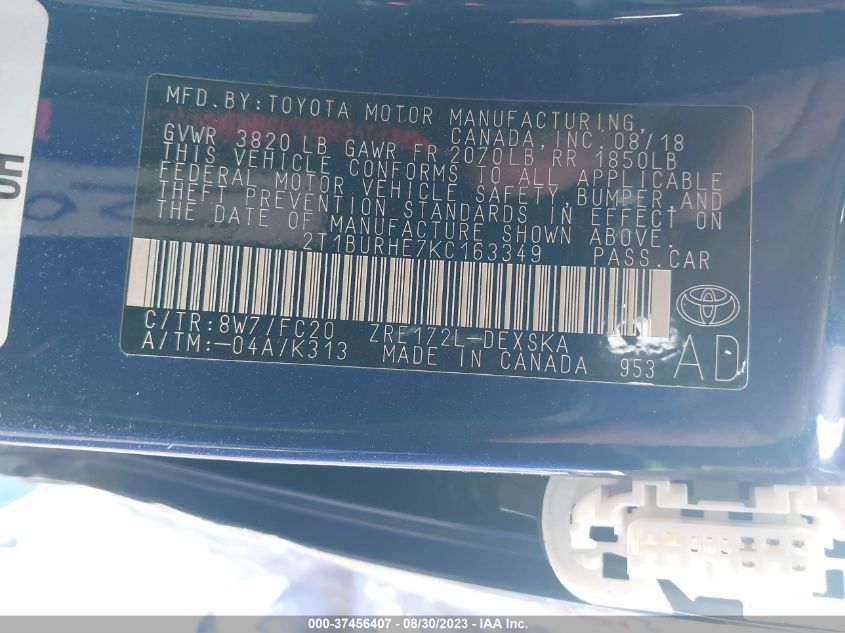 MFD.BY:TOYOTA MOTOR MANUFACTURING,
CANADA,INC. 08/18
GVWR 3820LB GAWR FR 2070LB RR 1850LB
THIS VEHICLE CONFORMS TO ALL APPLICABLE
FEDERAL MOTOR VEHICLE SAFETY,BUMPER,AND
THEFT PREVENTION STANDARDS IN EFFECT ON
THE DATE OF MANUFACTURE SHOWN ABOVE.
2T1BURHE7KC163349 PASS.CAR
C/TR:8W7/FC20 ZRE172L-DEXSKA
A/TM:-04A/K313 MADE IN CANADA 953 AD
000-37456407 - 08/30/2023 - IAA Inc.